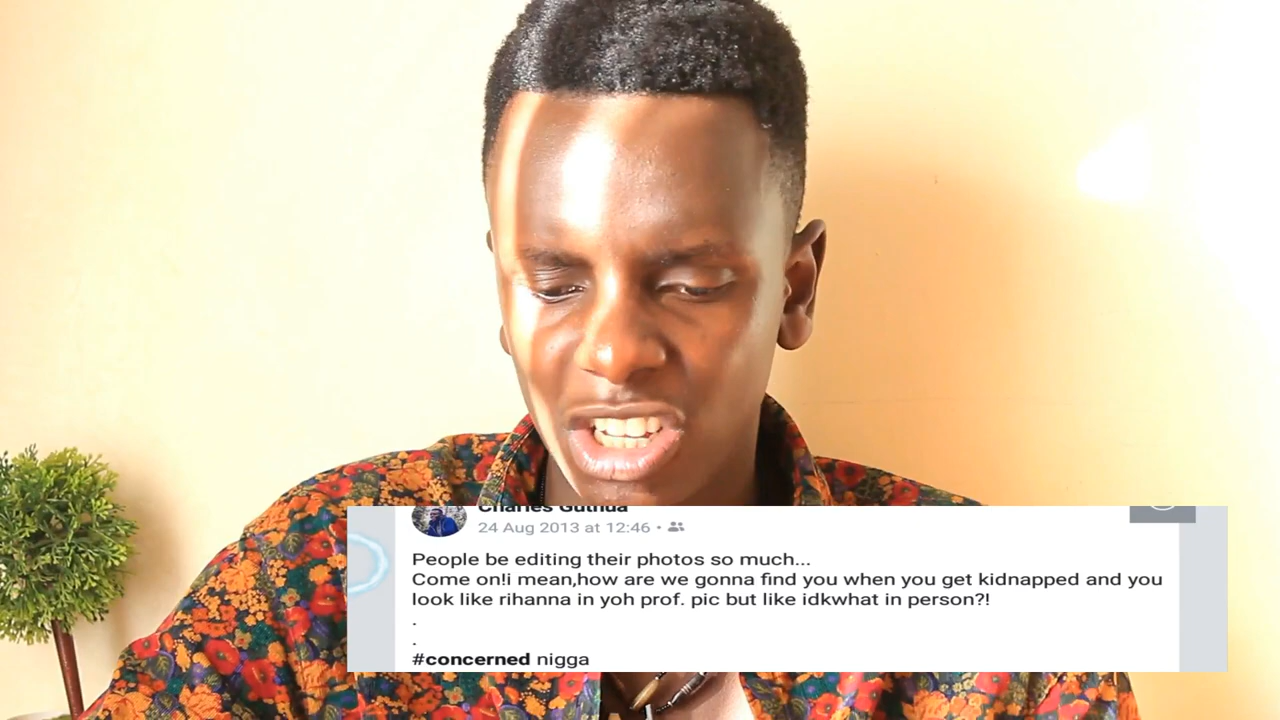 Charles Guthua
24 Aug 2013 at 12:46 •
People be editing their photos so much...
Come on!i mean,how are we gonna find you when you get kidnapped and you
look like rihanna in yoh prof. pic but like idkwhat in person?!
.
.
#concerned nigga